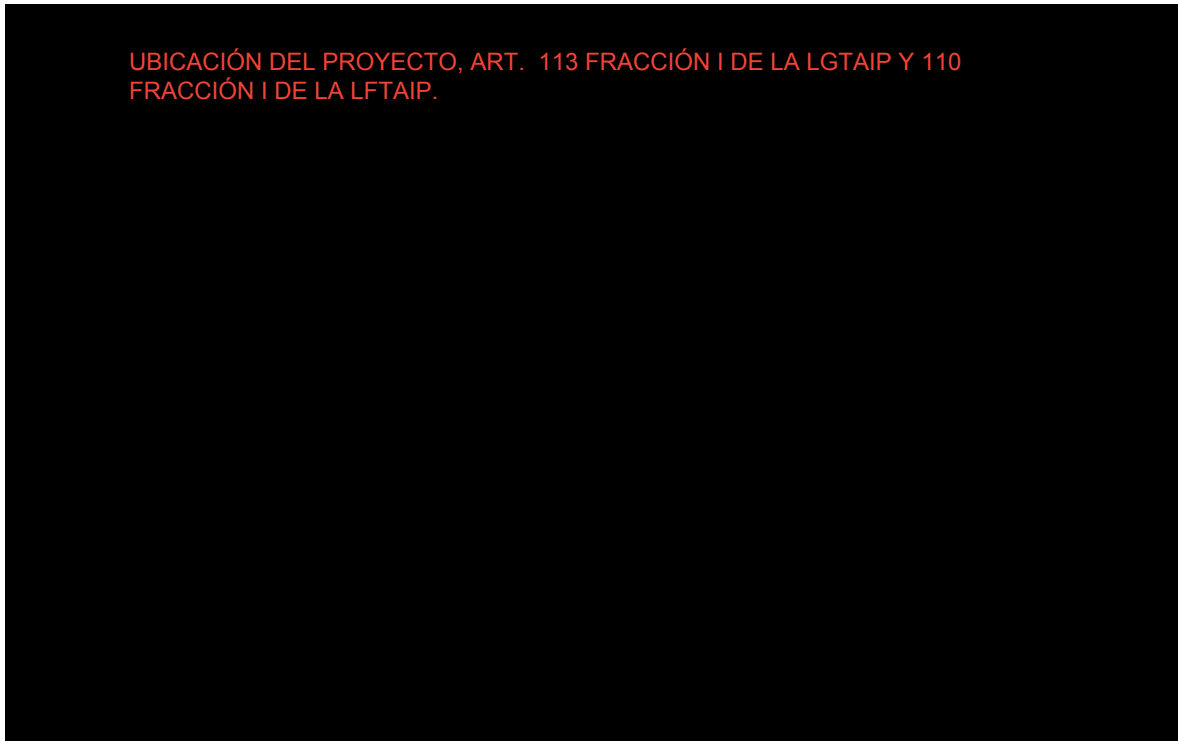 UBICACIÓN DEL PROYECTO, ART.  113 FRACCIÓN I DE LA LGTAIP Y 110
FRACCIÓN I DE LA LFTAIP.